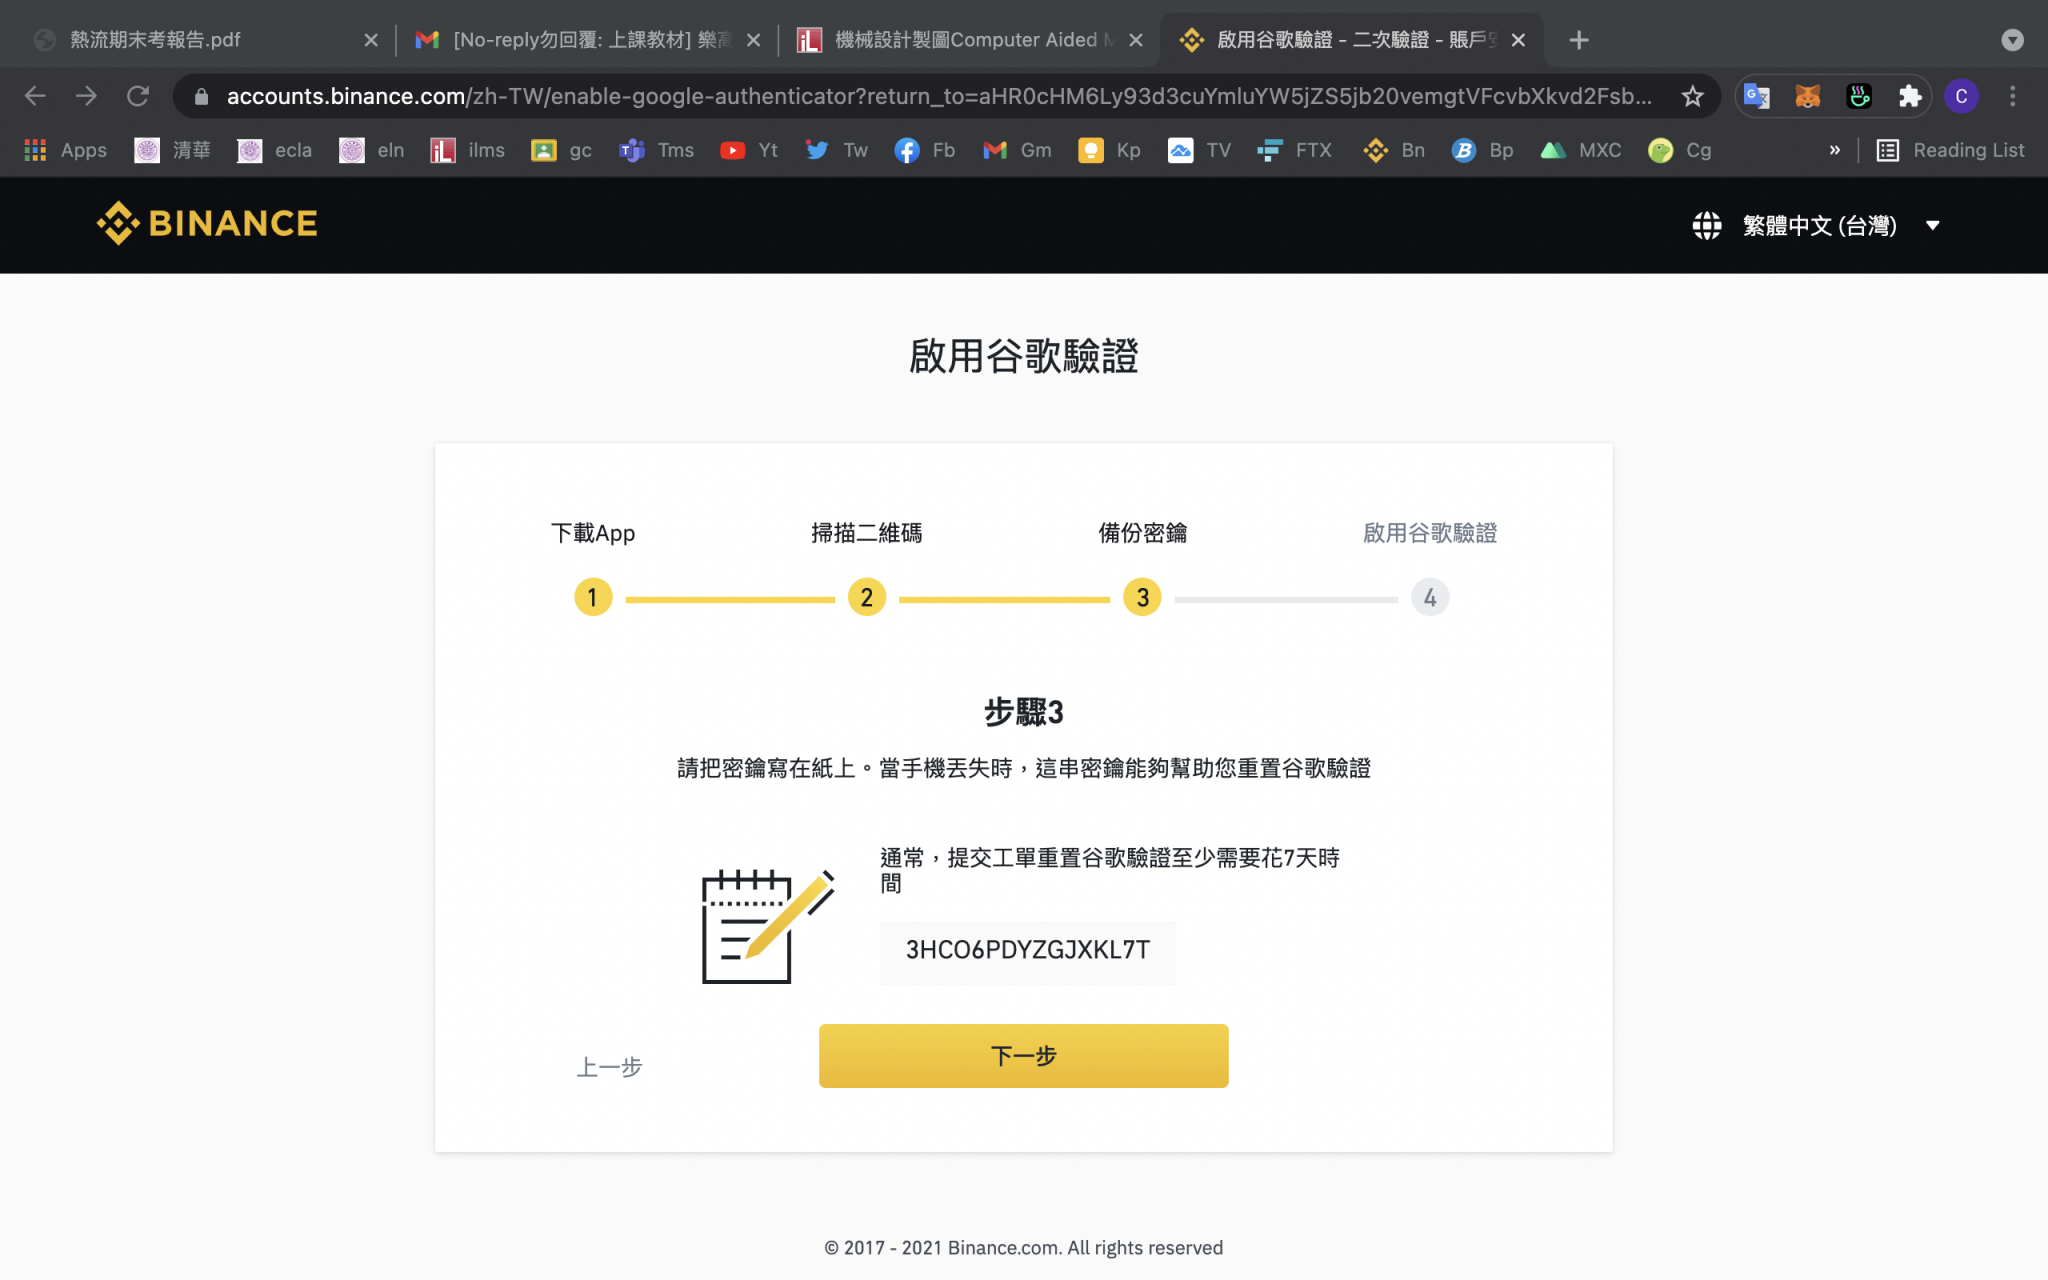 熱流期末考報告.pdf
[No-reply勿回覆: 上課教材] 樂高
機械設計製圖Computer Aided M
啟用谷歌驗證 - 二次驗證 - 賬戶安
accounts.binance.com/zh-TW/enable-google-authenticator?return_to=aHR0cHM6Ly93d3cuYmluYW5jZS5jb20vemgtVFcvbXkvd2Fsb...
C
Apps
清華
ecla
eln
iL
ilms
gc
Tms
Yt
Tw
Fb
Gm
Kp
TV
FTX
Bn
Bp
MXC
Cg
»
Reading List
BINANCE
繁體中文 (台灣)
啟用谷歌驗證
下載App
掃描二維碼
備份密鑰
啟用谷歌驗證
1
2
3
4
步驟3
請把密鑰寫在紙上。當手機丟失時，這串密鑰能夠幫助您重置谷歌驗證
通常，提交工單重置谷歌驗證至少需要花7天時
間
3HCO6PDYZGJXKL7T
上一步
下一步
© 2017 - 2021 Binance.com. All rights reserved